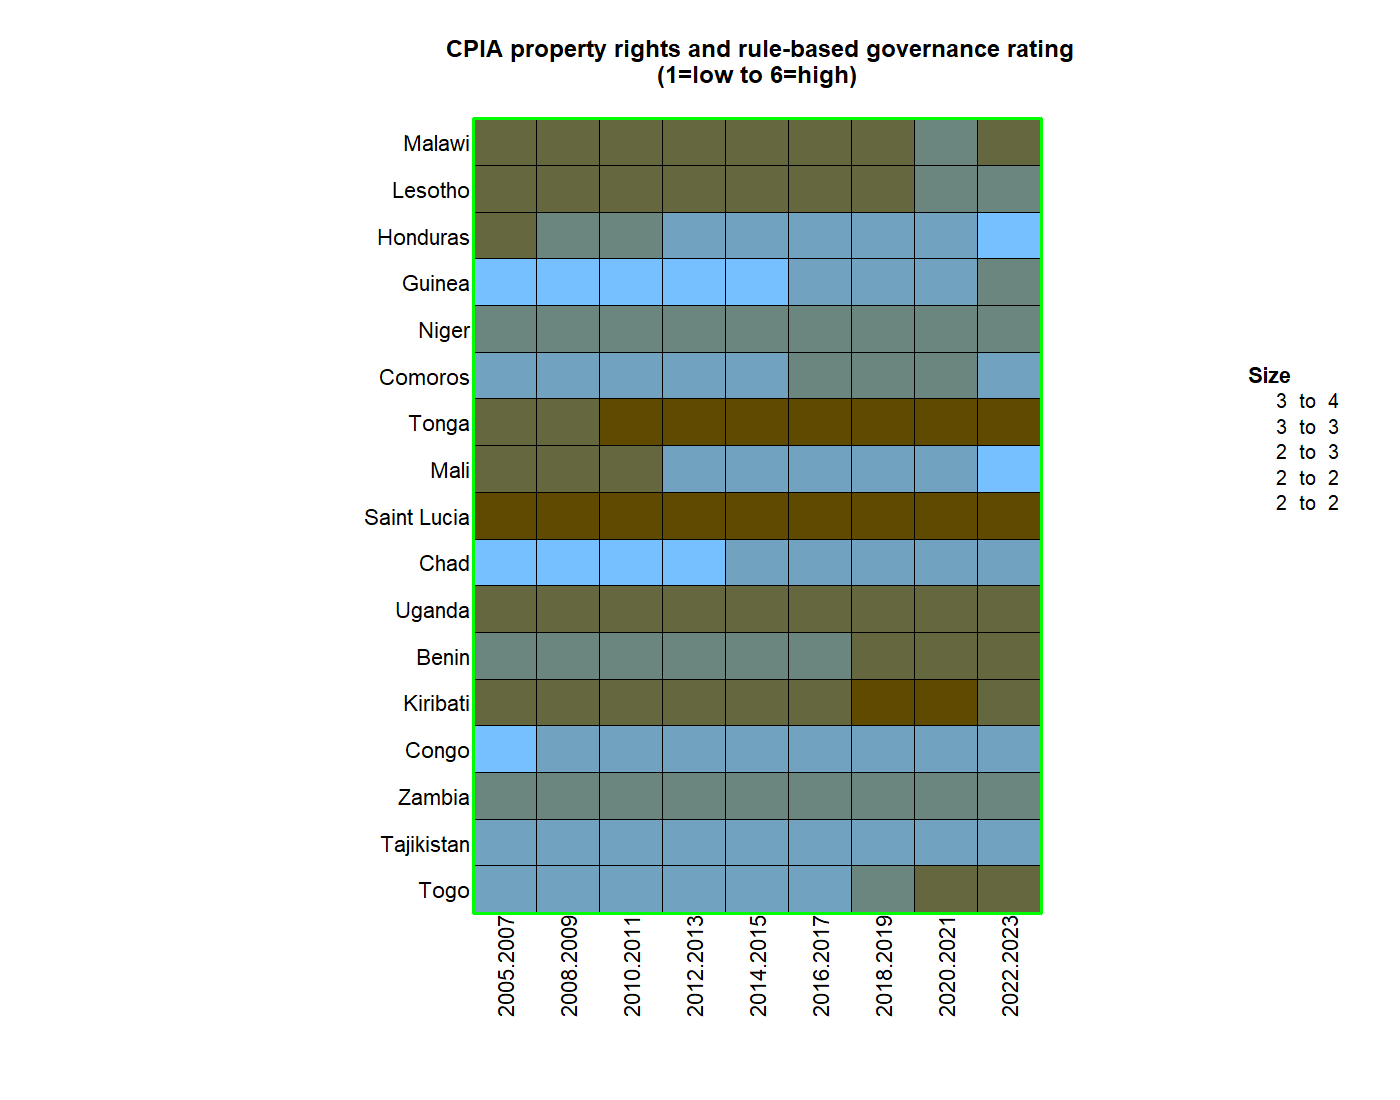 CPIA property rights and rule-based governance rating
(1=low to 6=high)
Malawi
Lesotho
Honduras
Guinea
Niger
Comoros
Tonga
Mali
Saint Lucia
Chad
Uganda
Benin
Kiribati
Congo
Zambia
Tajikistan
Togo
2005.2007
2008.2009
2010.2011
2012.2013
2014.2015
2016.2017
2018.2019
2020.2021
2022.2023
Size
3 to 4
3 to 3
2 to 3
2 to 2
2 to 2